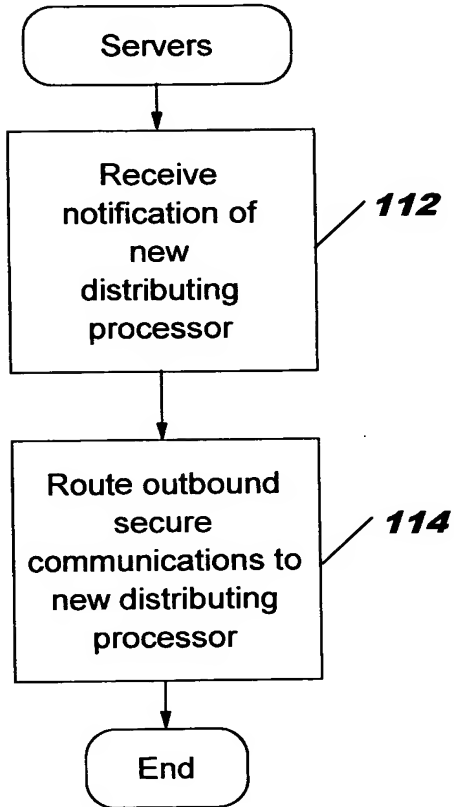 Servers
Receive
notification of
new
distributing
processor
112
Route outbound
secure
communications to
new distributing
processor
114
End